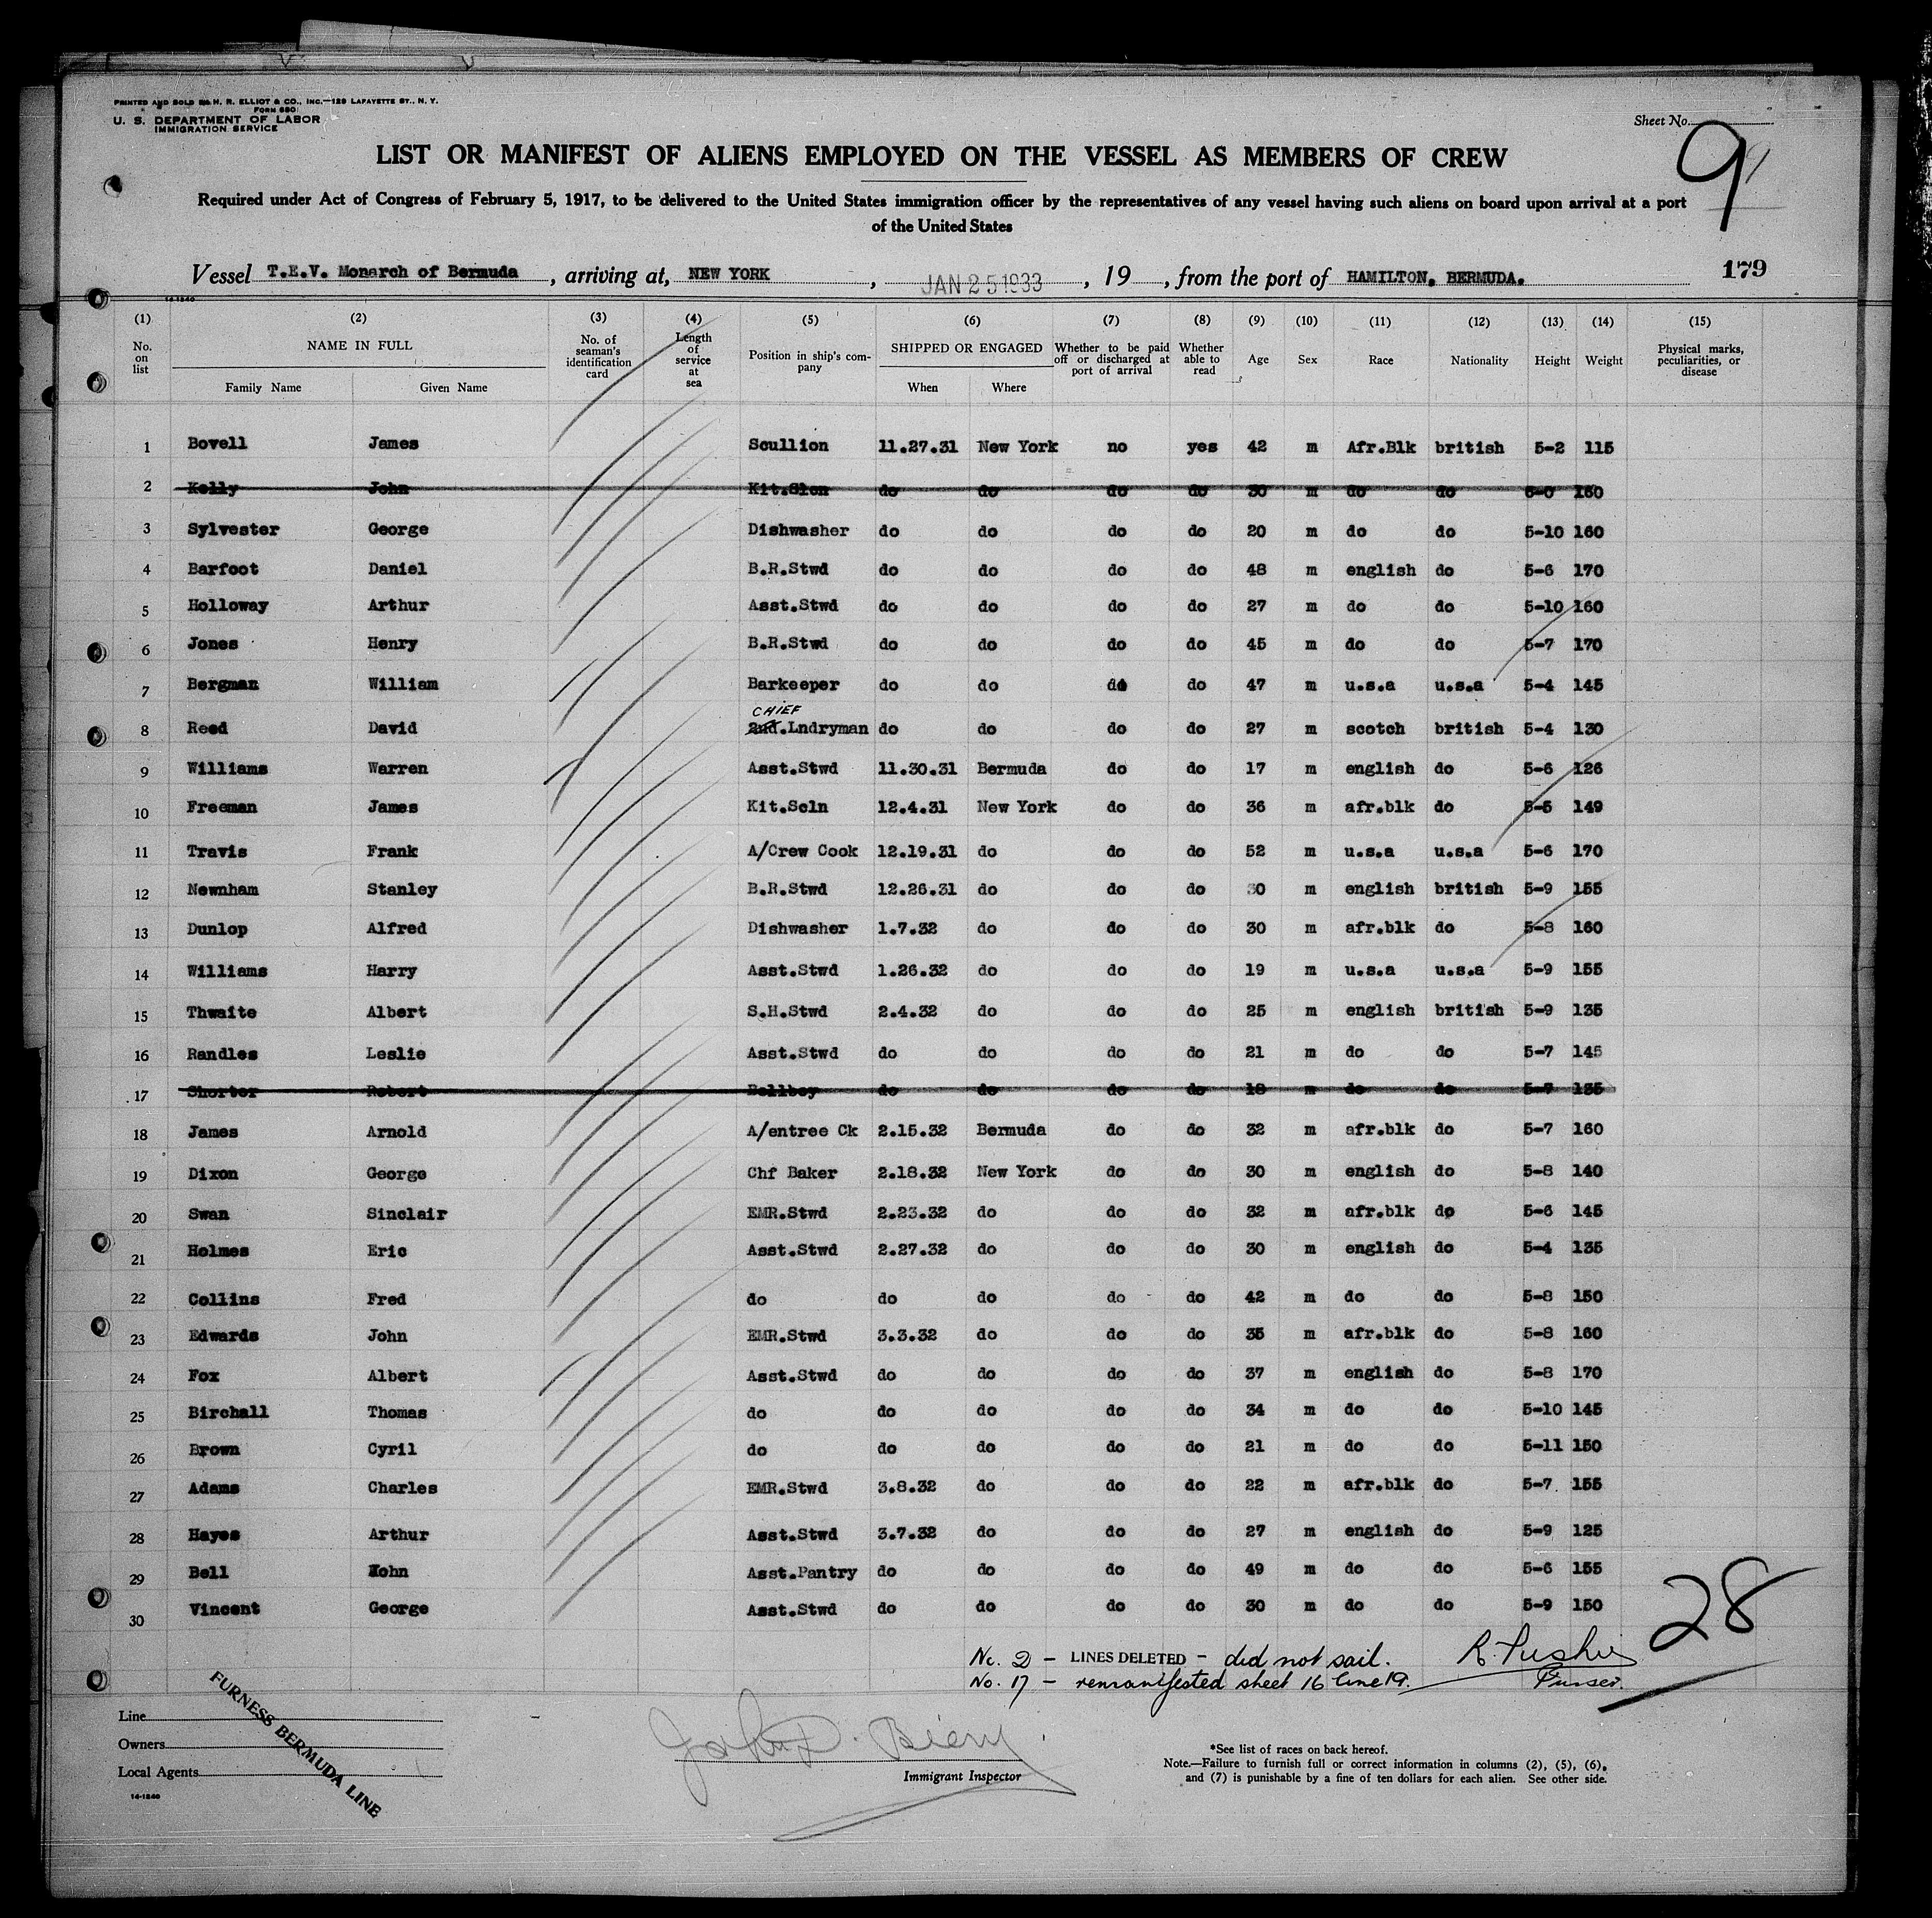 PRINTED AND SOLD BY H. R. ELLIOT & CO., INC.—129 LAFAYETTE ST., N. Y.
FORM 680
U. S. DEPARTMENT OF LABOR
IMMIGRATION SERVICE
Sheet No.
9
LIST OR MANIFEST OF ALIENS EMPLOYED ON THE VESSEL AS MEMBERS OF CREW
Required under Act of Congress of February 5, 1917, to be delivered to the United States immigration officer by the representatives of any vessel having such aliens on board upon arrival at a port
of the United States
Vessel T.E.V. Monarch of Bermuda, arriving at, NEW YORK, JAN 25 1933, 19, from the port of HAMILTON, BERMUDA. 179
14-1240
(1) (2) (3) (4) (5) (6) (7) (8) (9) (10) (11) (12) (13) (14) (15)
No. on list NAME IN FULL Family Name Given Name No. of seaman's identification card Length of service at sea Position in ship's company SHIPPED OR ENGAGED When Where Whether to be paid off or discharged at port of arrival Whether able to read Age Sex Race Nationality Height Weight Physical marks, peculiarities, or disease
1 Bovell James Scullion 11.27.31 New York no yes 42 m Afr.Blk british 5-2 115
2 Kelly John Kit.Slcn do do do do 30 m do do 6-0 160
3 Sylvester George Dishwasher do do do do 20 m do do 5-10 160
4 Barfoot Daniel B.R.Stwd do do do do 48 m english do 5-6 170
5 Holloway Arthur Asst.Stwd do do do do 27 m do do 5-10 160
6 Jones Henry B.R.Stwd do do do do 45 m do do 5-7 170
7 Bergman William Barkeeper do do do do 47 m u.s.a u.s.a 5-4 145
CHIEF
8 Reed David 2nd.Lndryman do do do do 27 m scotch british 5-4 130
9 Williams Warren Asst.Stwd 11.30.31 Bermuda do do 17 m english do 5-6 126
10 Freeman James Kit.Scln 12.4.31 New York do do 36 m afr.blk do 5-5 149
11 Travis Frank A/Crew Cook 12.19.31 do do do 52 m u.s.a u.s.a 5-6 170
12 Newnham Stanley B.R.Stwd 12.26.31 do do do 30 m english british 5-9 155
13 Dunlop Alfred Dishwasher 1.7.32 do do do 30 m afr.blk do 5-8 160
14 Williams Harry Asst.Stwd 1.26.32 do do do 19 m u.s.a u.s.a 5-9 155
15 Thwaite Albert S.H.Stwd 2.4.32 do do do 25 m english british 5-9 135
16 Randles Leslie Asst.Stwd do do do do 21 m do do 5-7 145
17 Shorter Robert Bellboy do do do do 18 m do do 5-7 135
18 James Arnold A/entree Ck 2.15.32 Bermuda do do 32 m afr.blk do 5-7 160
19 Dixon George Chf Baker 2.18.32 New York do do 30 m english do 5-8 140
20 Swan Sinclair EMR.Stwd 2.23.32 do do do 32 m afr.blk do 5-6 145
21 Holmes Eric Asst.Stwd 2.27.32 do do do 30 m english do 5-4 135
22 Collins Fred do do do do do 42 m do do 5-8 150
23 Edwards John EMR.Stwd 3.3.32 do do do 35 m afr.blk do 5-8 160
24 Fox Albert Asst.Stwd do do do do 37 m english do 5-8 170
25 Birchall Thomas do do do do do 34 m do do 5-10 145
26 Brown Cyril do do do do do 21 m do do 5-11 150
27 Adams Charles EMR.Stwd 3.8.32 do do do 22 m afr.blk do 5-7. 155
28 Hayes Arthur Asst.Stwd 3.7.32 do do do 27 m english do 5-9 125
29 Bell John Asst.Pantry do do do do 49 m do do 5-6 155
30 Vincent George Asst.Stwd do do do do 30 m do do 5-9 150
28
No. 2 — LINES DELETED — did not sail.
No. 17 — remanifested sheet 16 line 19. Purser.
Line
Owners
Local Agents
FURNESS BERMUDA LINE
14-1240
John D. Biery
Immigrant Inspector
*See list of races on back hereof.
Note.—Failure to furnish full or correct information in columns (2), (5), (6),
and (7) is punishable by a fine of ten dollars for each alien. See other side.